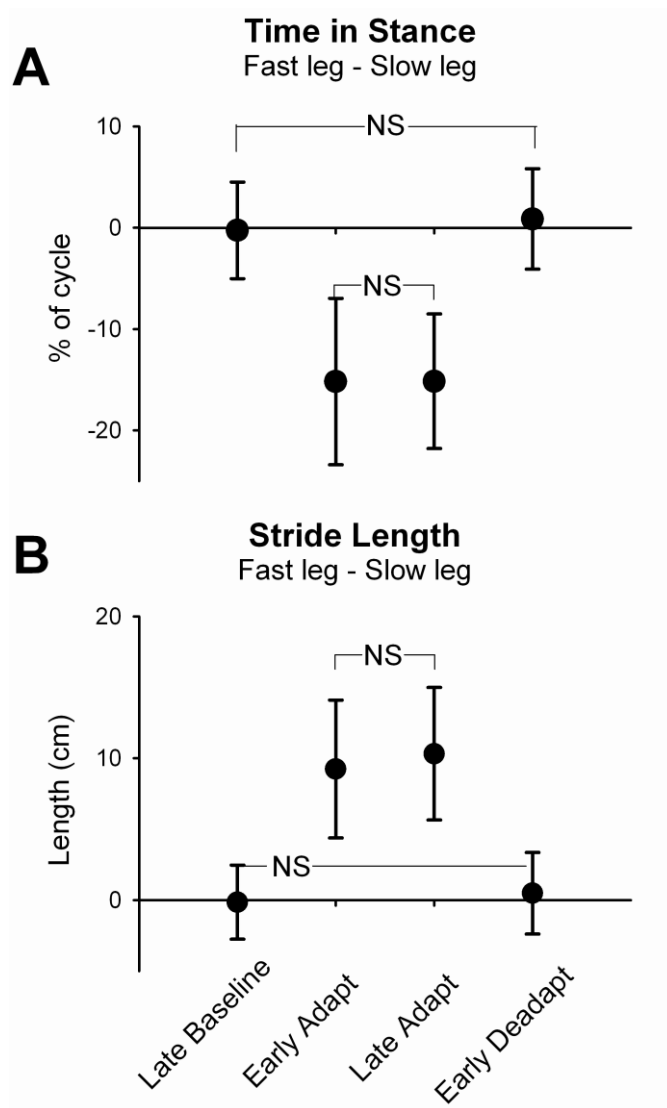 A
Time in Stance
Fast leg - Slow leg
10
NS
0
NS
-10
-20
% of cycle
B
Stride Length
Fast leg - Slow leg
20
NS
10
NS
0
Length (cm)
Late Baseline
Early Adapt
Late Adapt
Early Deadapt